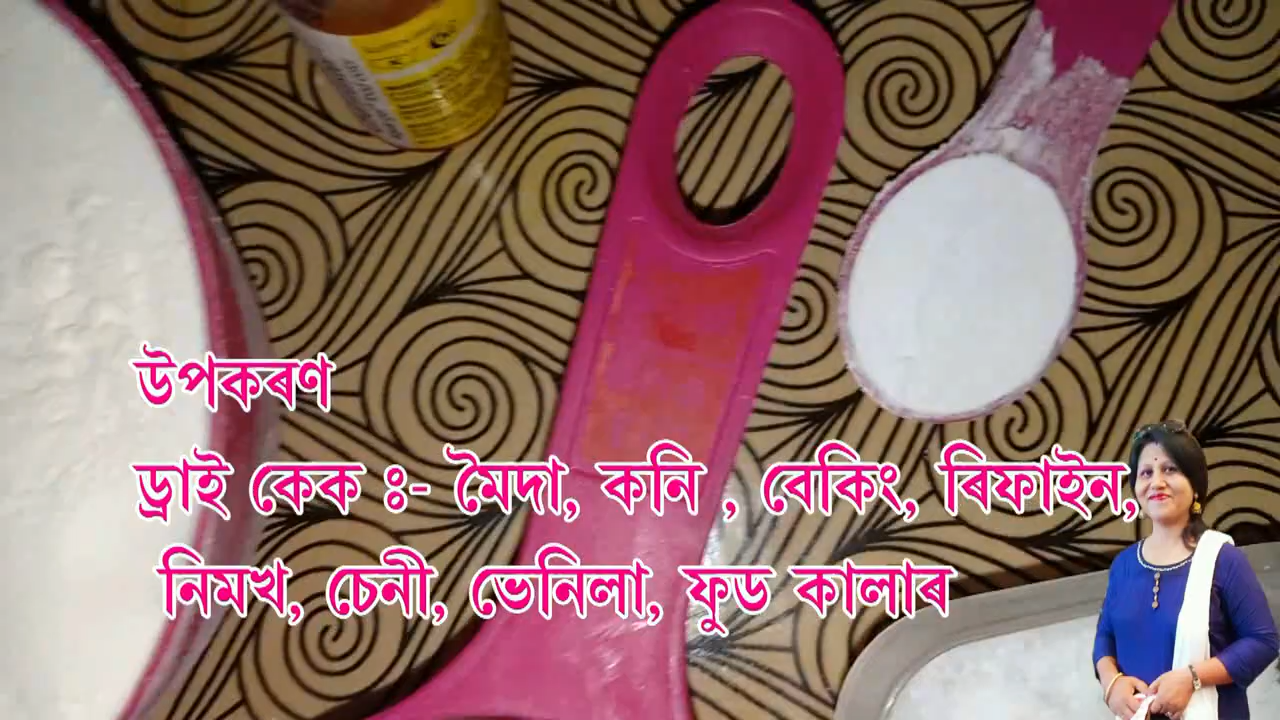 উপকৰণ
ড্ৰাই কেক ঃ- মৈদা, কনি , বেকিং, ৰিফাইন,
নিমখ, চেনী, ভেনিলা, ফুড কালাৰ